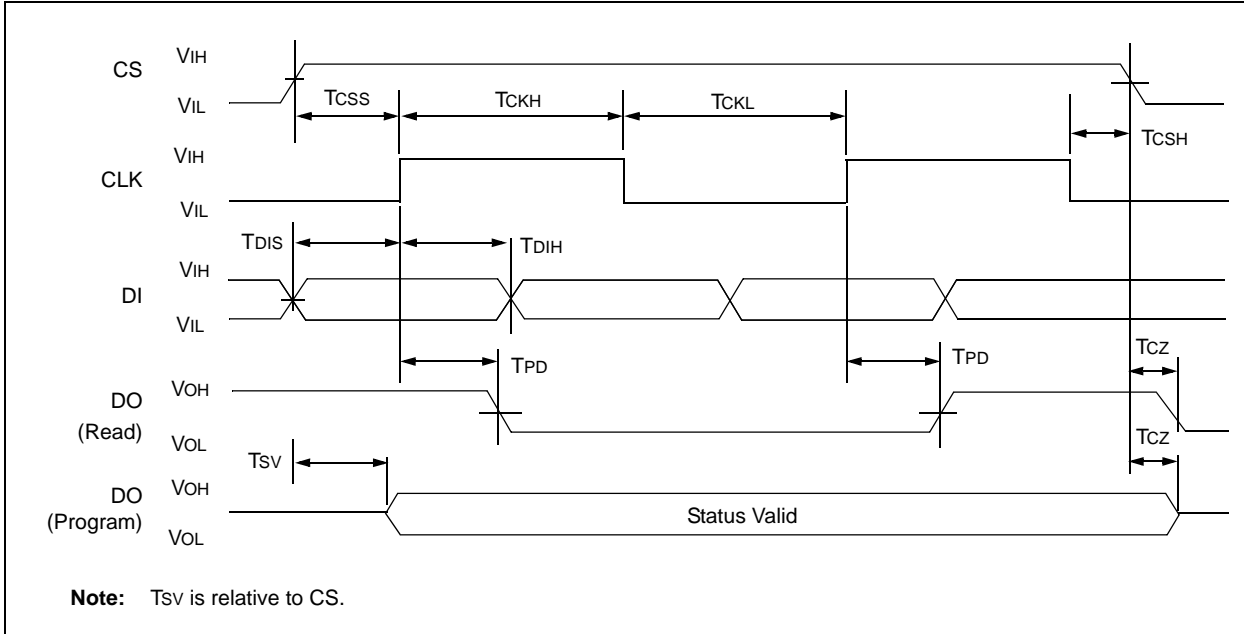 CS
VIH
VIL
TCSS
TCKH
TCKL
TCSH
CLK
VIH
VIL
TDIS
TDIH
DI
VIH
VIL
TPD
TPD
TCZ
DO
(Read)
VOH
VOL
TCZ
TSV
DO
(Program)
VOH
VOL
Status Valid
Note: TSV is relative to CS.